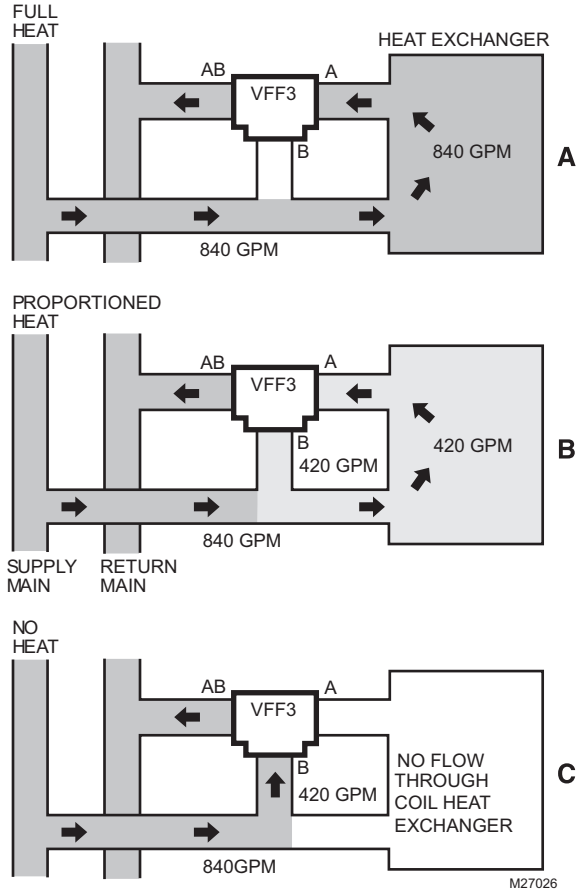 FULL
HEAT
HEAT EXCHANGER
AB
A
VFF3
B
840 GPM
A
840 GPM
PROPORTIONED
HEAT
AB
A
VFF3
B
420 GPM
420 GPM
B
840 GPM
SUPPLY
MAIN
RETURN
MAIN
NO
HEAT
AB
A
VFF3
B
420 GPM
NO FLOW
THROUGH
COIL HEAT
EXCHANGER
C
840GPM
M27026